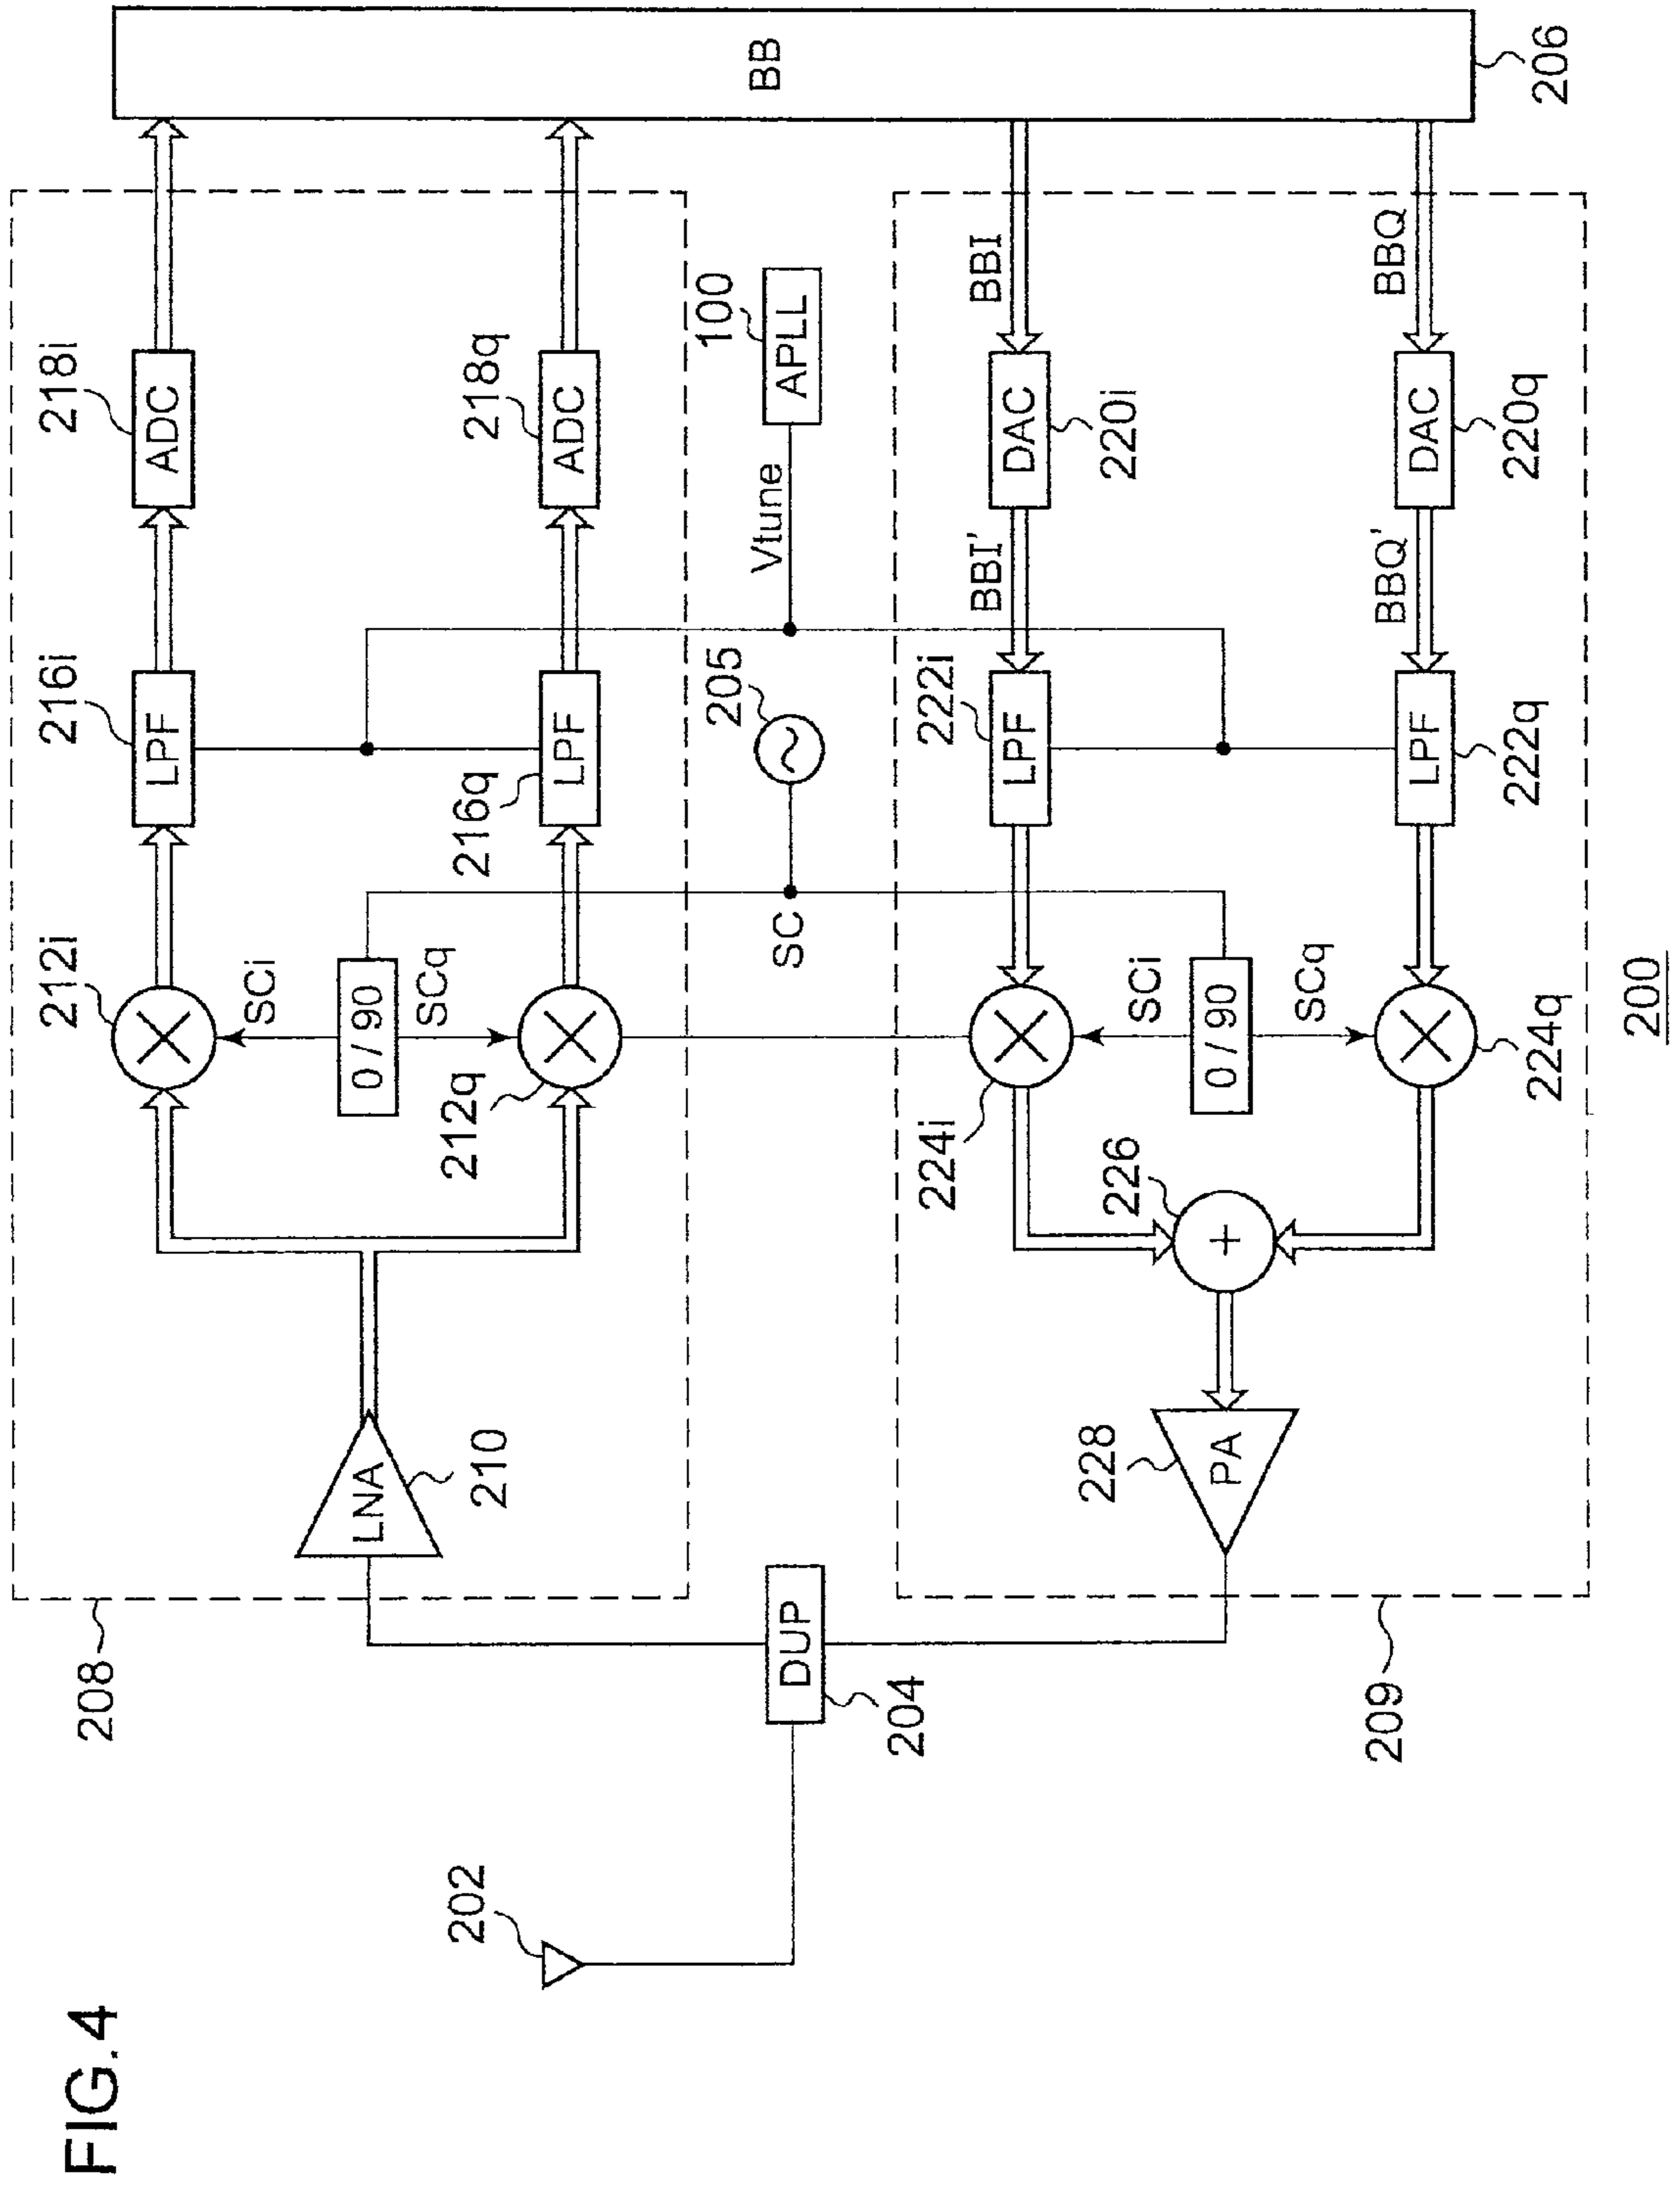 FIG.4
200
202
204
DUP
208
LNA
210
212i
SCi
0 / 90
SCq
212q
216i
LPF
216q
LPF
218i
ADC
218q
ADC
SC
205
Vtune
100
APLL
BB
206
209
PA
228
226
+
224i
SCi
0 / 90
SCq
224q
222i
LPF
LPF
222q
BBI'
BBQ'
DAC
220i
DAC
220q
BBI
BBQ